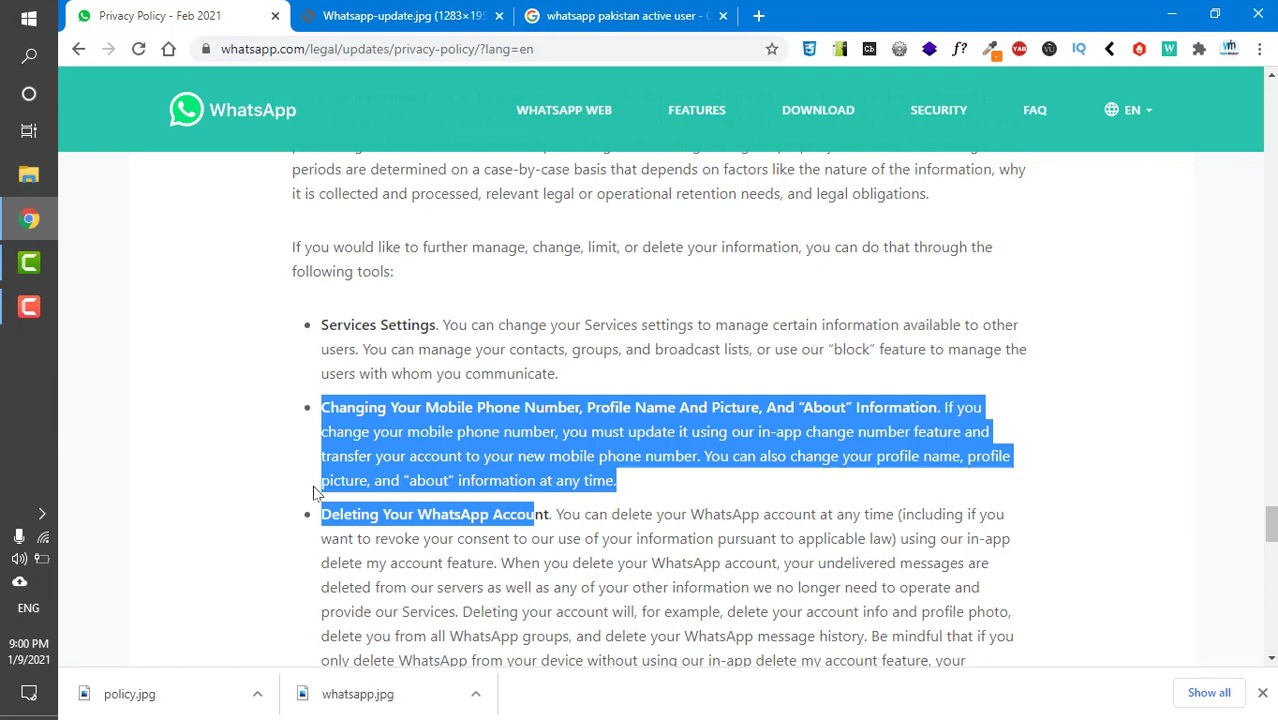 Privacy Policy - Feb 2021
Whatsapp-update.jpg (1283×195
whatsapp pakistan active user - G
whatsapp.com/legal/updates/privacy-policy/?lang=en
WhatsApp
WHATSAPP WEB
FEATURES
DOWNLOAD
SECURITY
FAQ
EN
periods are determined on a case-by-case basis that depends on factors like the nature of the information, why
it is collected and processed, relevant legal or operational retention needs, and legal obligations.
If you would like to further manage, change, limit, or delete your information, you can do that through the
following tools:
• Services Settings. You can change your Services settings to manage certain information available to other
users. You can manage your contacts, groups, and broadcast lists, or use our “block” feature to manage the
users with whom you communicate.
• Changing Your Mobile Phone Number, Profile Name And Picture, And “About” Information. If you
change your mobile phone number, you must update it using our in-app change number feature and
transfer your account to your new mobile phone number. You can also change your profile name, profile
picture, and "about" information at any time.
• Deleting Your WhatsApp Account. You can delete your WhatsApp account at any time (including if you
want to revoke your consent to our use of your information pursuant to applicable law) using our in-app
delete my account feature. When you delete your WhatsApp account, your undelivered messages are
deleted from our servers as well as any of your other information we no longer need to operate and
provide our Services. Deleting your account will, for example, delete your account info and profile photo,
delete you from all WhatsApp groups, and delete your WhatsApp message history. Be mindful that if you
only delete WhatsApp from your device without using our in-app delete my account feature, your
ENG
9:00 PM
1/9/2021
policy.jpg
whatsapp.jpg
Show all